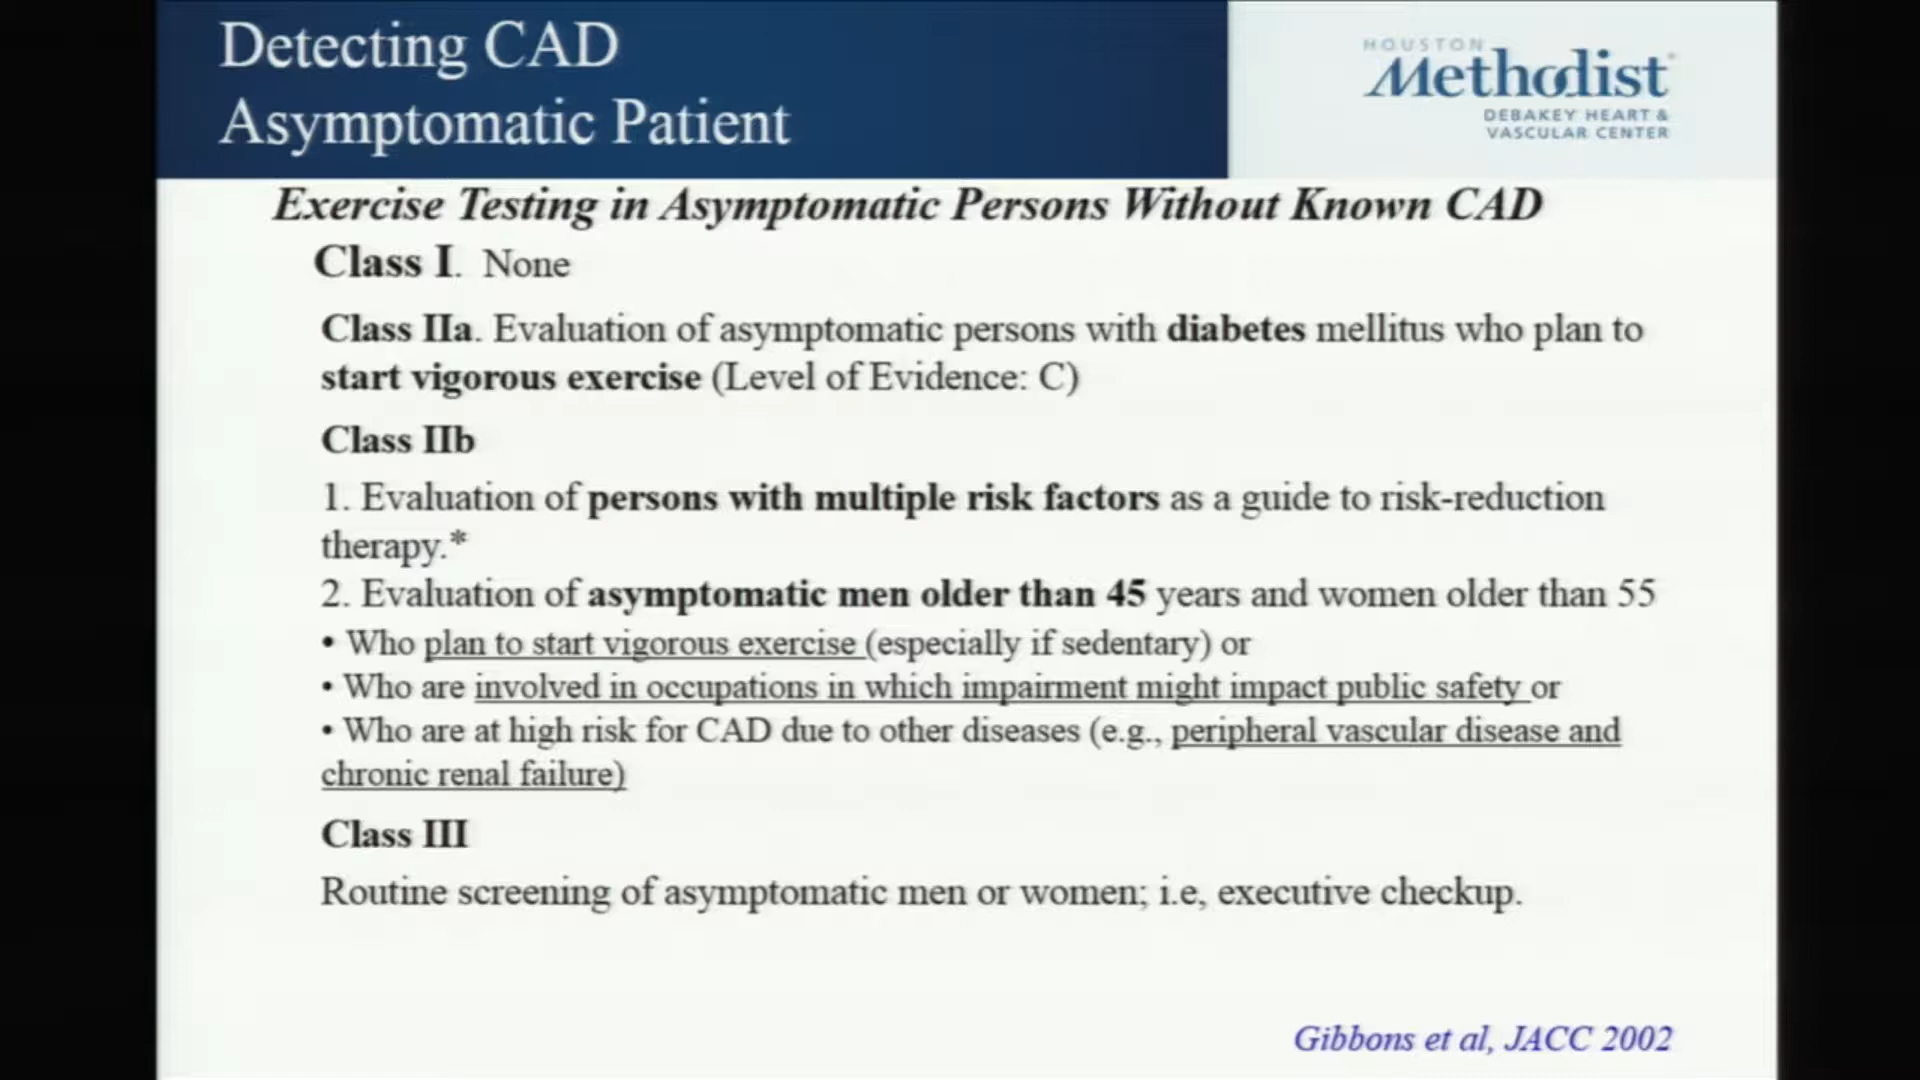 Detecting CAD
Asymptomatic Patient
HOUSTON
Methodist
DEBAKEY HEART &
VASCULAR CENTER
Exercise Testing in Asymptomatic Persons Without Known CAD
Class I. None
Class IIa. Evaluation of asymptomatic persons with diabetes mellitus who plan to
start vigorous exercise (Level of Evidence: C)
Class IIb
1. Evaluation of persons with multiple risk factors as a guide to risk-reduction
therapy.*
2. Evaluation of asymptomatic men older than 45 years and women older than 55
• Who plan to start vigorous exercise (especially if sedentary) or
• Who are involved in occupations in which impairment might impact public safety or
• Who are at high risk for CAD due to other diseases (e.g., peripheral vascular disease and
chronic renal failure)
Class III
Routine screening of asymptomatic men or women; i.e, executive checkup.
Gibbons et al, JACC 2002